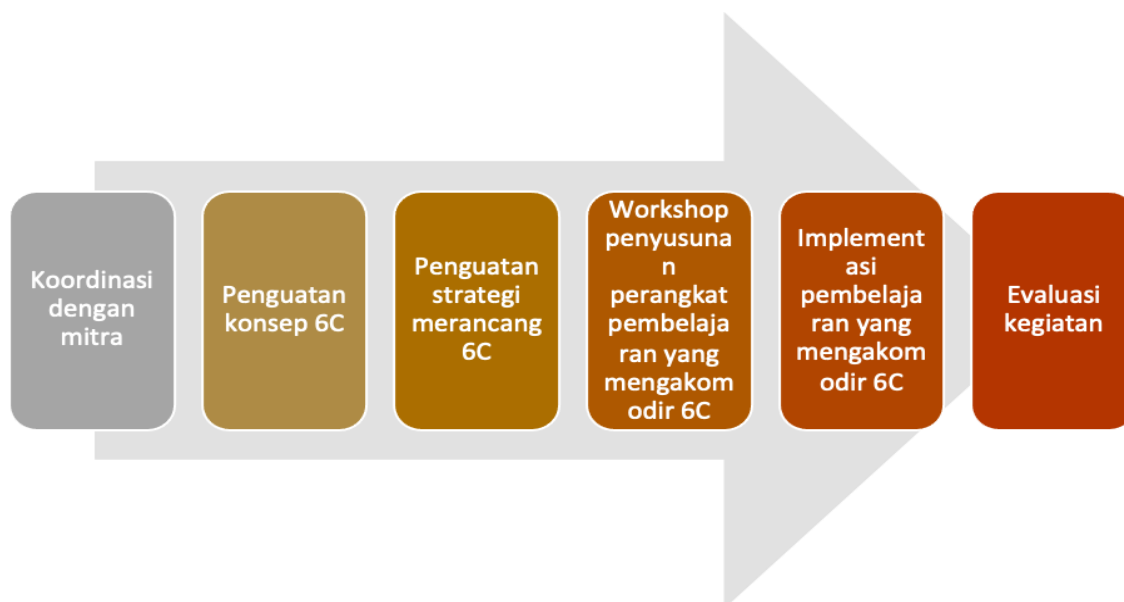 Koordinasi
dengan
mitra
Penguatan
konsep 6C
Penguatan
strategi
merancang
6C
Workshop
penyusuna
n
perangkat
pembelaja
ran yang
mengakom
odir 6C
Implement
asi
pembelaja
ran yang
mengakom
odir 6C
Evaluasi
kegiatan